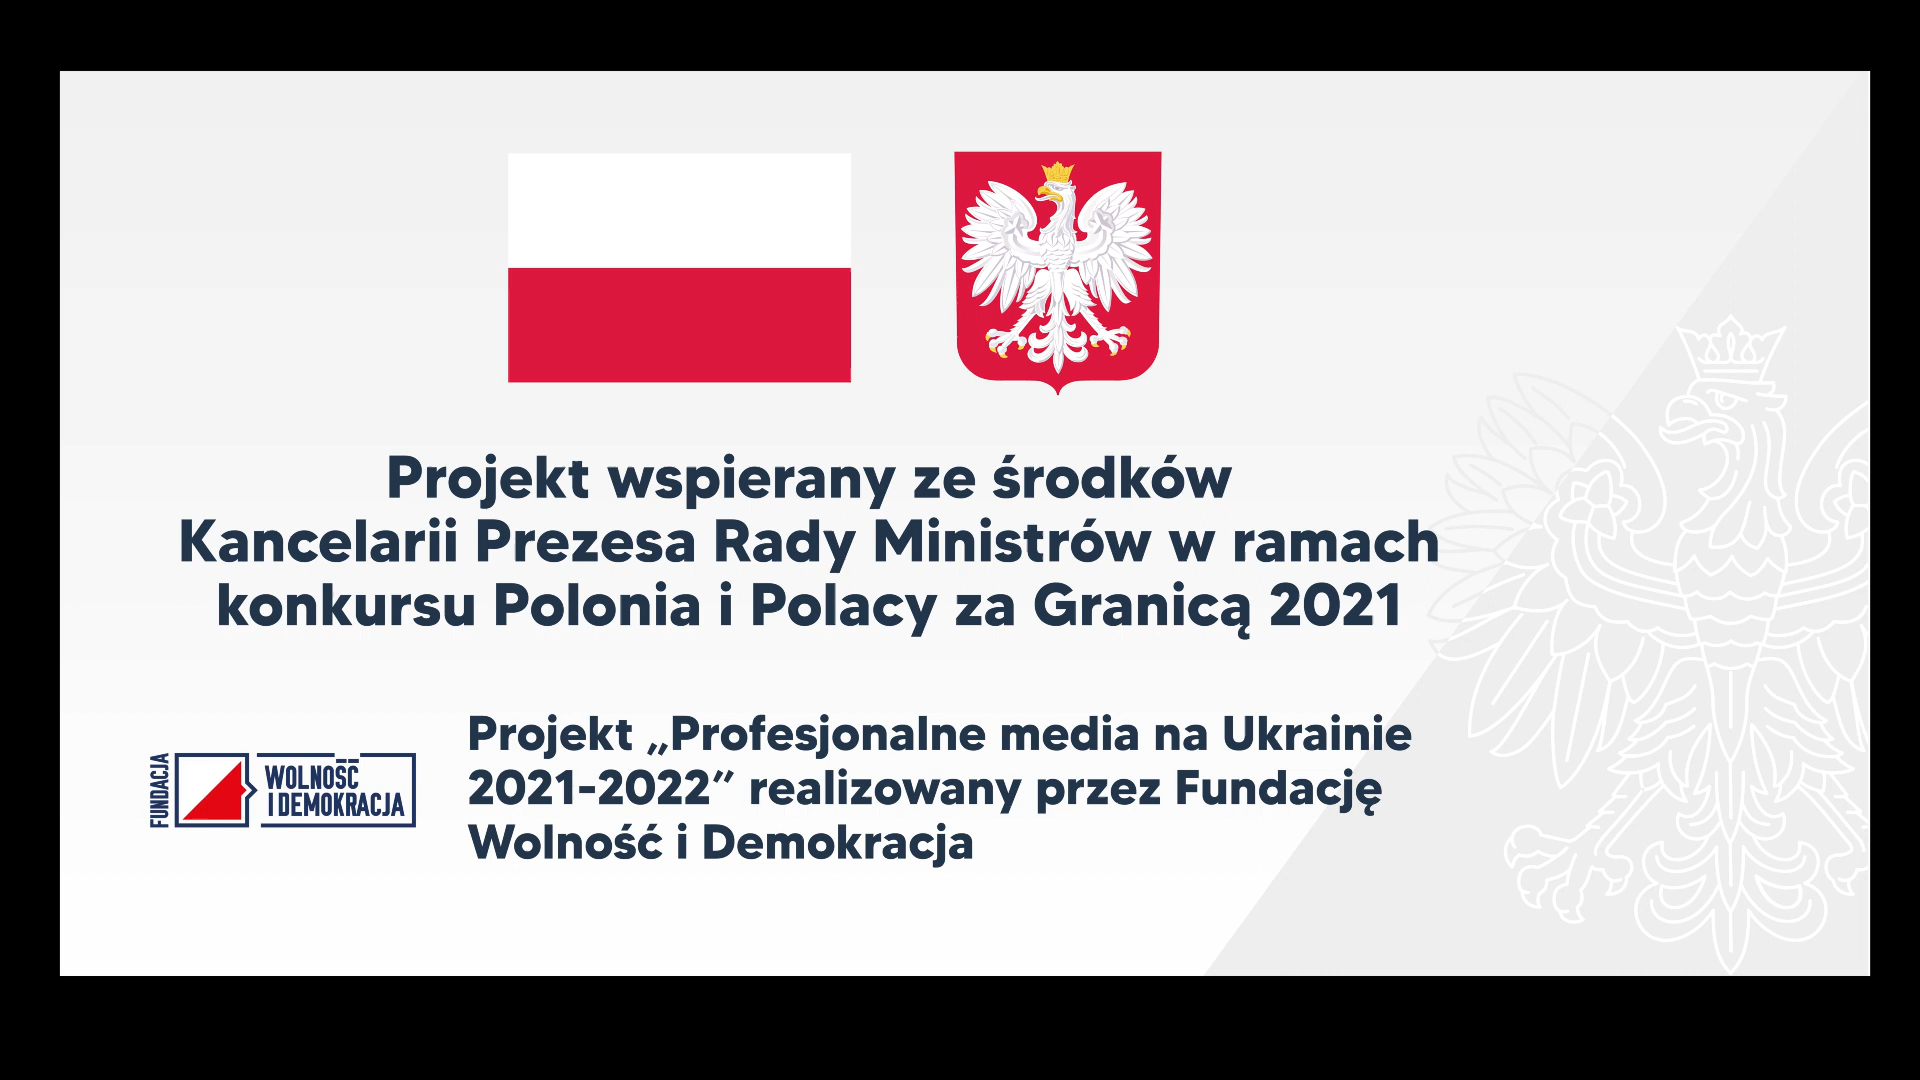 Projekt wspierany ze środków
Kancelarii Prezesa Rady Ministrów w ramach
konkursu Polonia i Polacy za Granicą 2021
FUNDACJA
WOLNOŚĆ
I DEMOKRACJA
Projekt „Profesjonalne media na Ukrainie
2021-2022” realizowany przez Fundację
Wolność i Demokracja